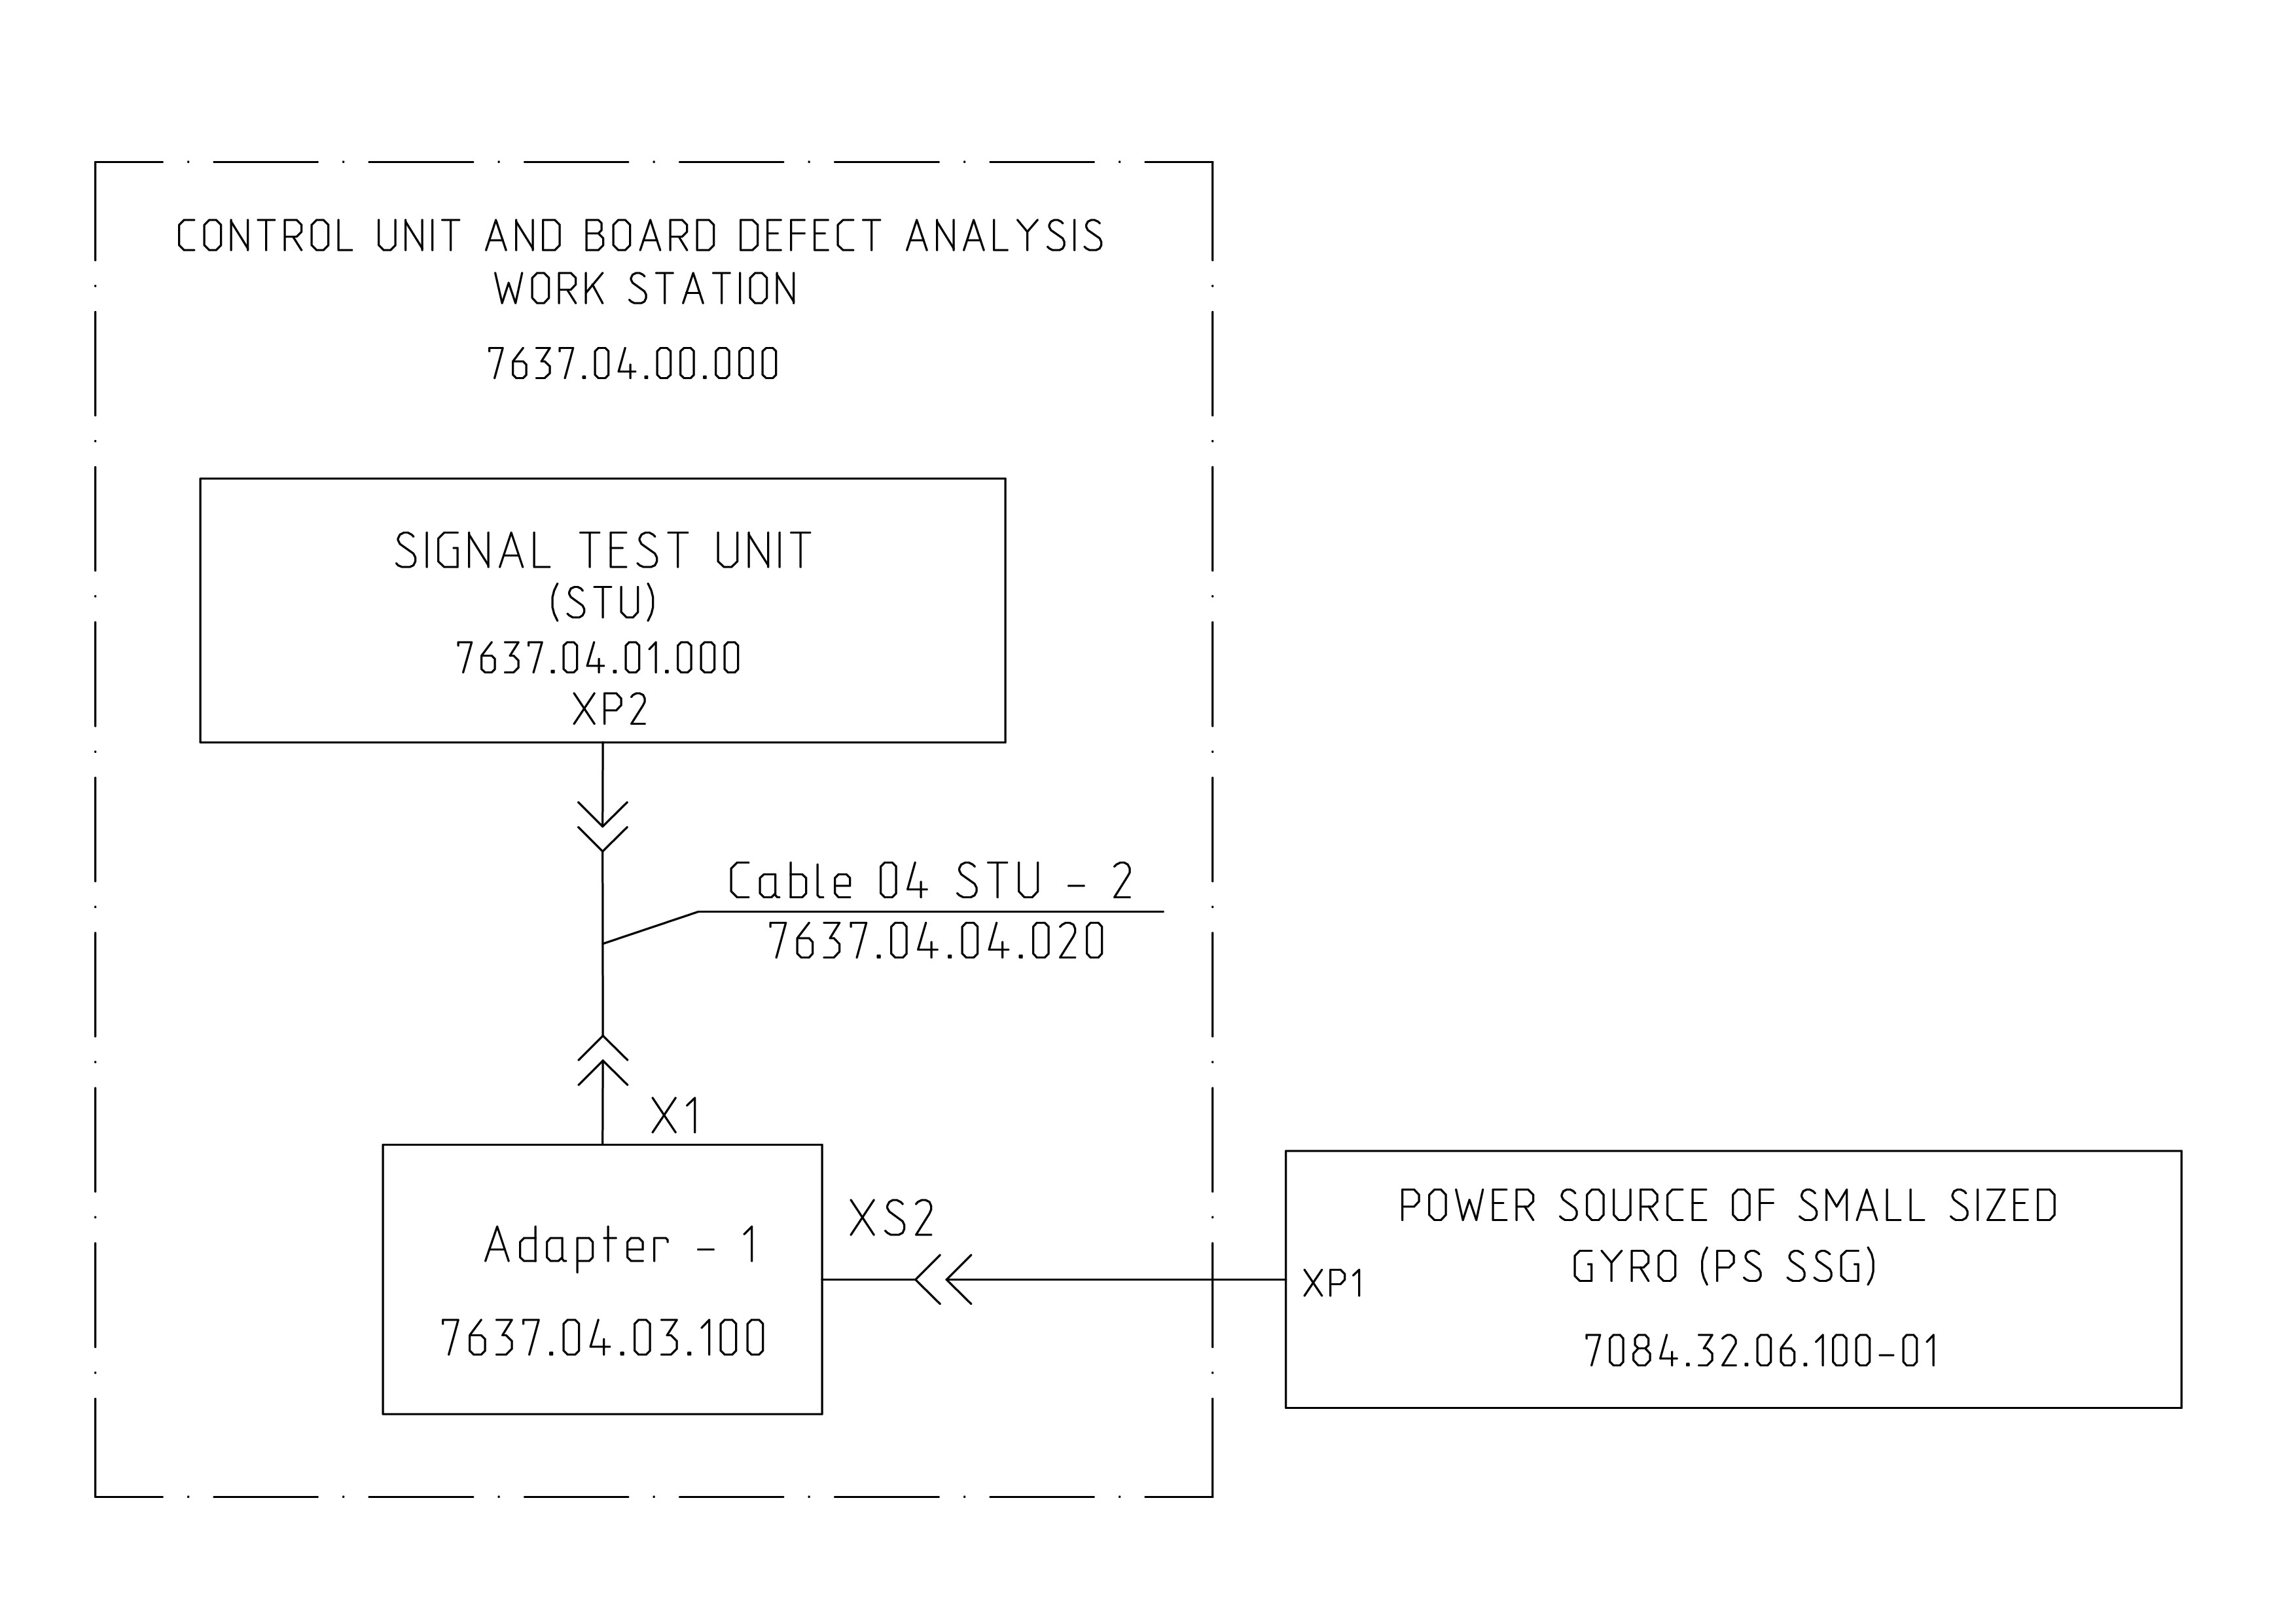 CONTROL UNIT AND BOARD DEFECT ANALYSIS
WORK STATION
7637.04.00.000
SIGNAL TEST UNIT
(STU)
7637.04.01.000
XP2
Cable 04 STU - 2
7637.04.04.020
X1
Adapter - 1
7637.04.03.100
XS2
XP1
POWER SOURCE OF SMALL SIZED
GYRO (PS SSG)
7084.32.06.100-01